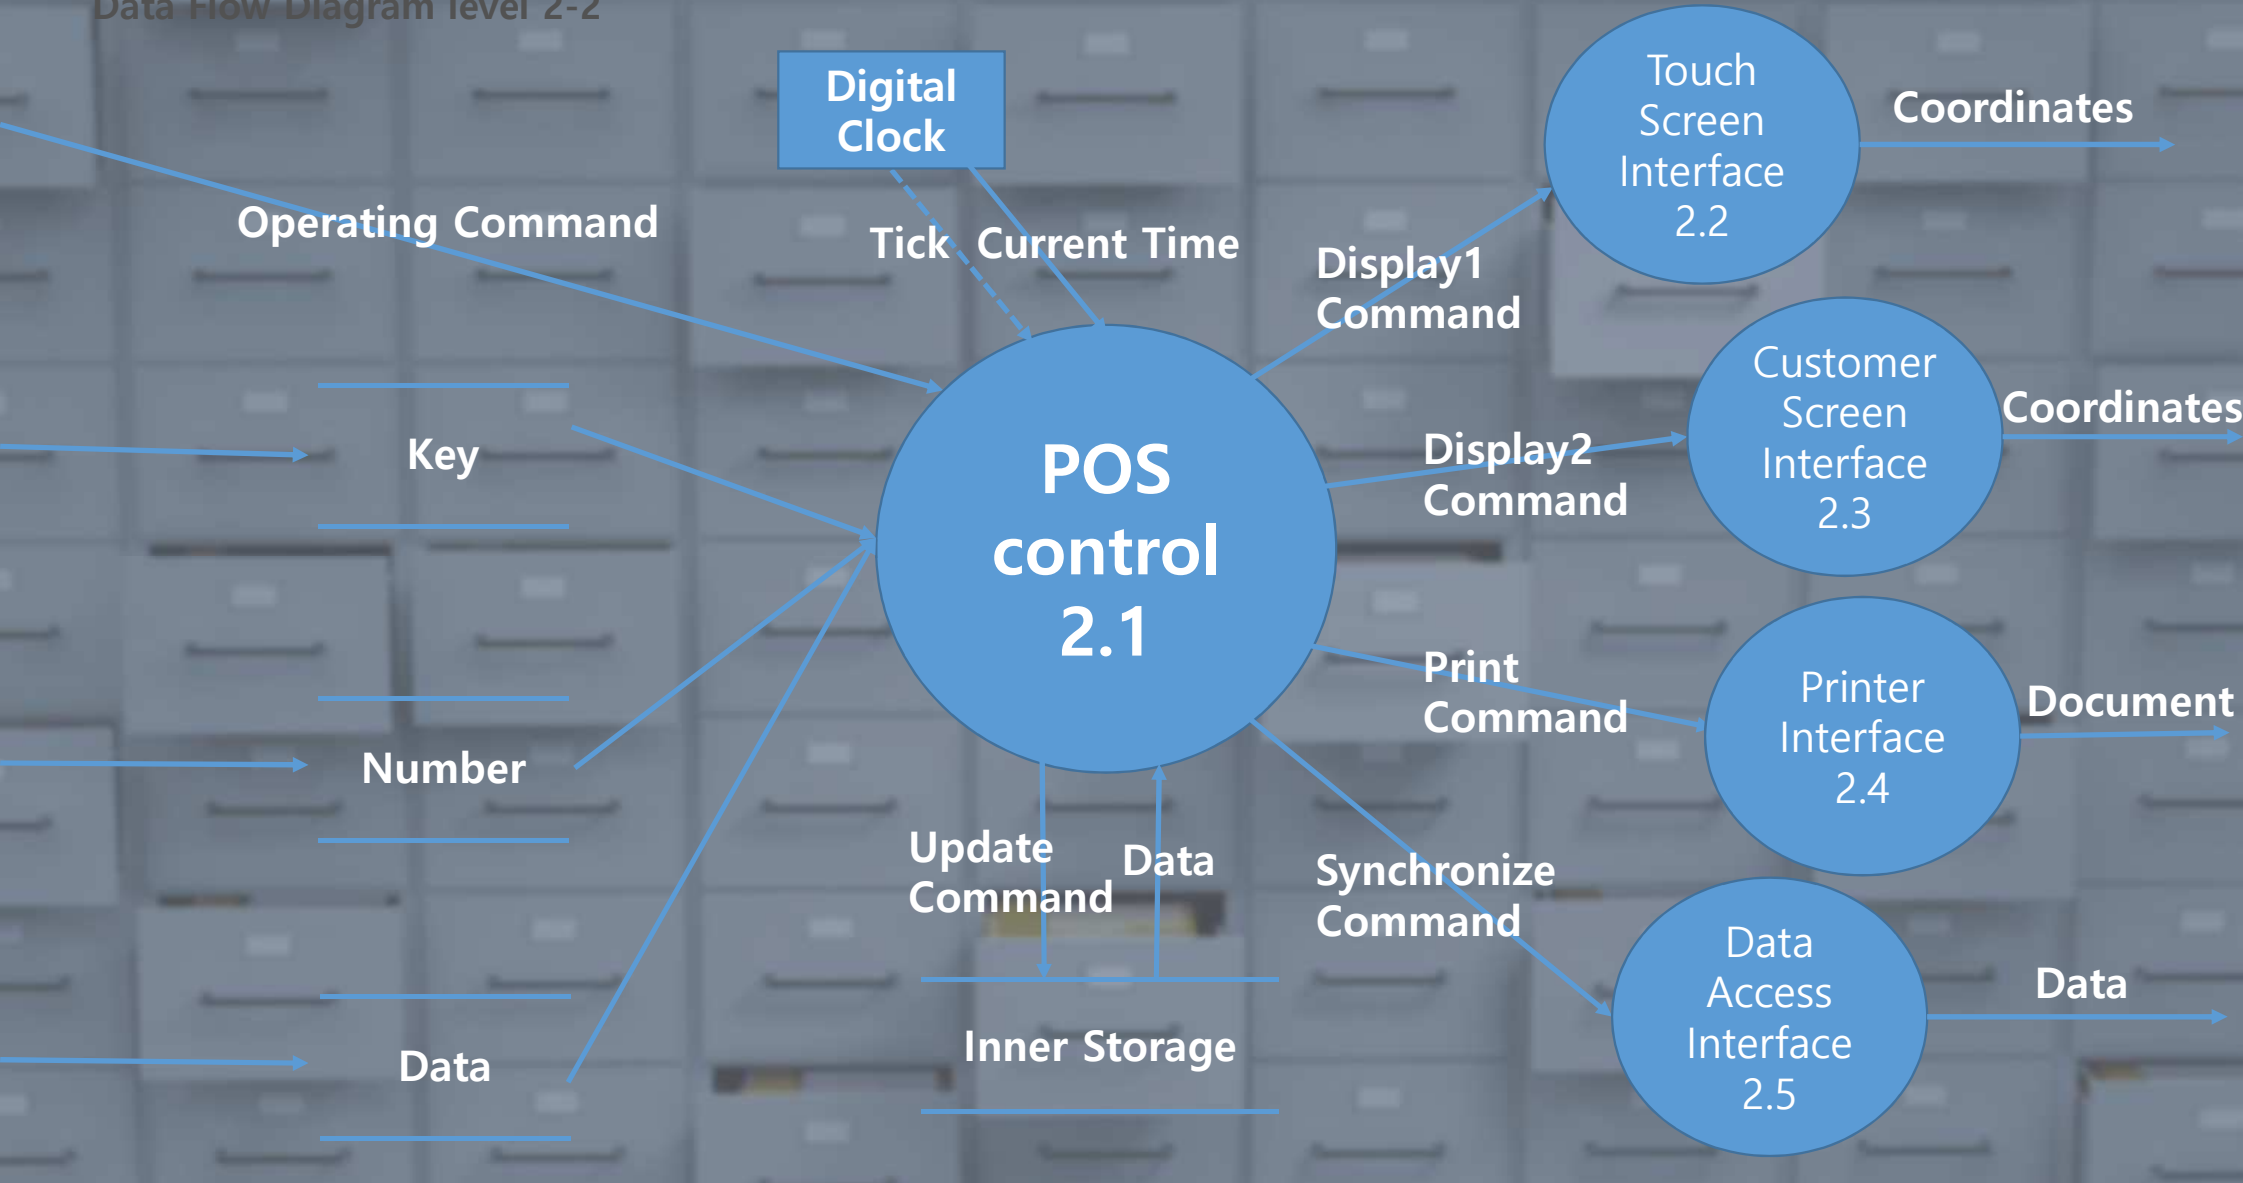 Data Flow Diagram level 2-2
Digital
Clock
Touch
Screen
Interface
2.2
Coordinates
Operating Command
Tick
Current Time
Display1
Command
Customer
Screen
Interface
2.3
Coordinates
Key
POS
control
2.1
Display2
Command
Print
Command
Printer
Interface
2.4
Document
Number
Update
Command
Data
Synchronize
Command
Data
Access
Interface
2.5
Data
Inner Storage
Data